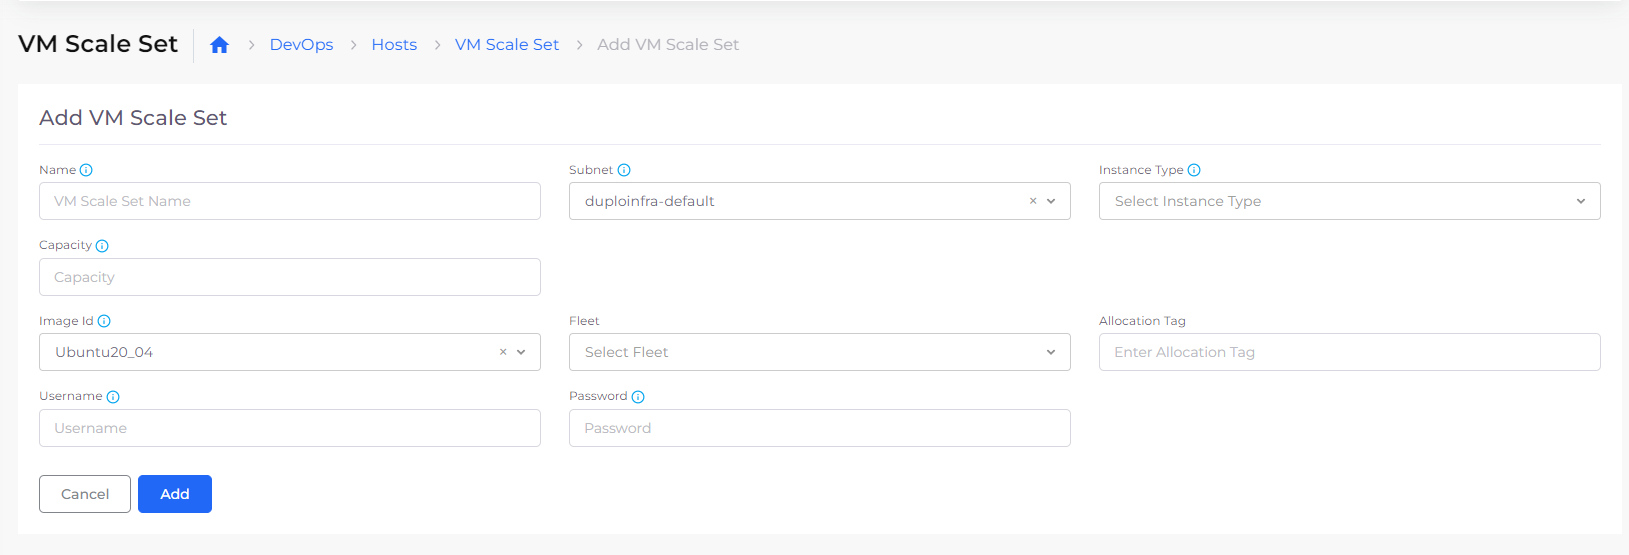 VM Scale Set DevOps Hosts VM Scale Set Add VM Scale Set
Add VM Scale Set
Name Subnet Instance Type
VM Scale Set Name duploinfra-default Select Instance Type
Capacity
Capacity
Image Id Fleet Allocation Tag
Ubuntu20_04 Select Fleet Enter Allocation Tag
Username Password
Username Password
Cancel Add